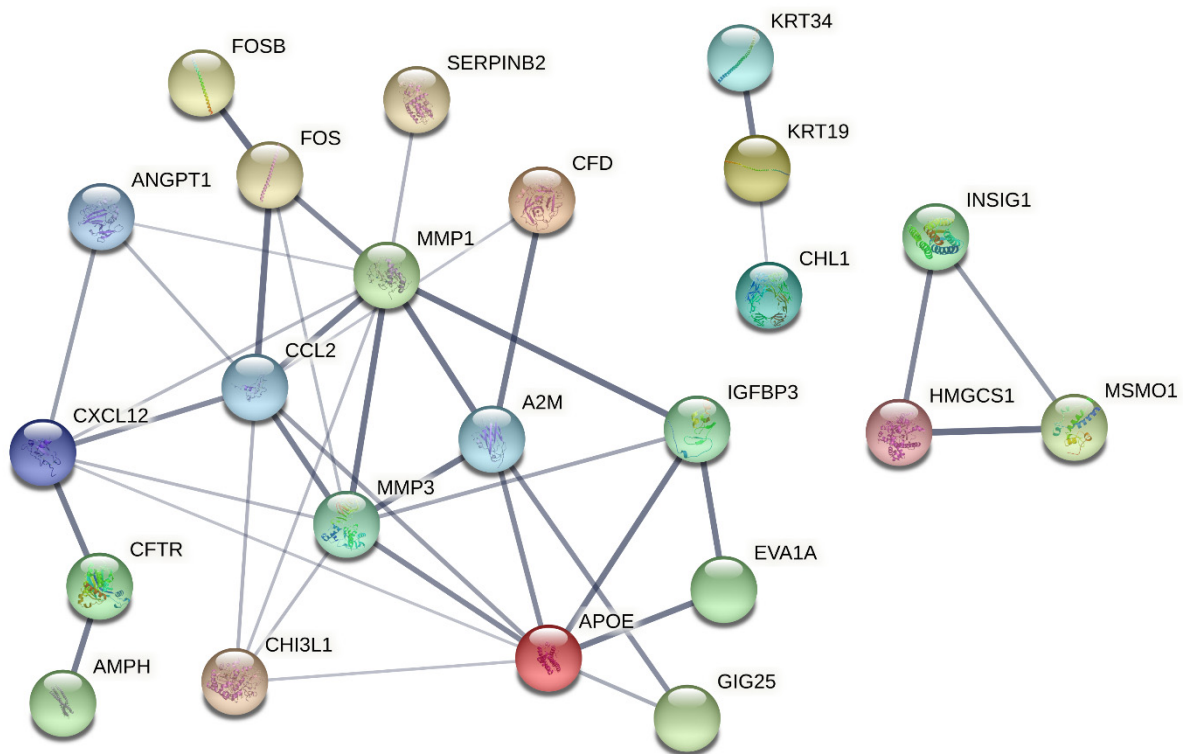 KRT34
FOSB
SERPINB2
KRT19
FOS
CFD
ANGPT1
INSIG1
MMP1
CHL1
CCL2
IGFBP3
A2M
HMGCS1
MSMO1
CXCL12
MMP3
EVA1A
CFTR
APOE
CHI3L1
AMPH
GIG25